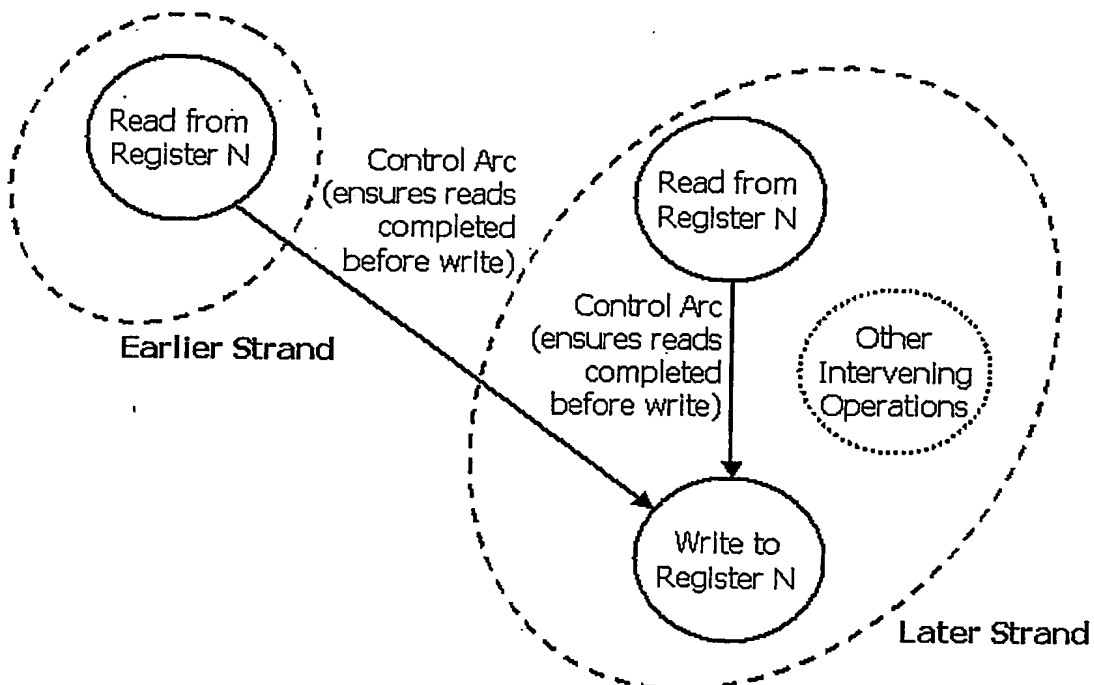 Read from
Register N
Control Arc
(ensures reads
completed
before write)
Earlier Strand
Read from
Register N
Control Arc
(ensures reads
completed
before write)
Other
Intervening
Operations
Write to
Register N
Later Strand